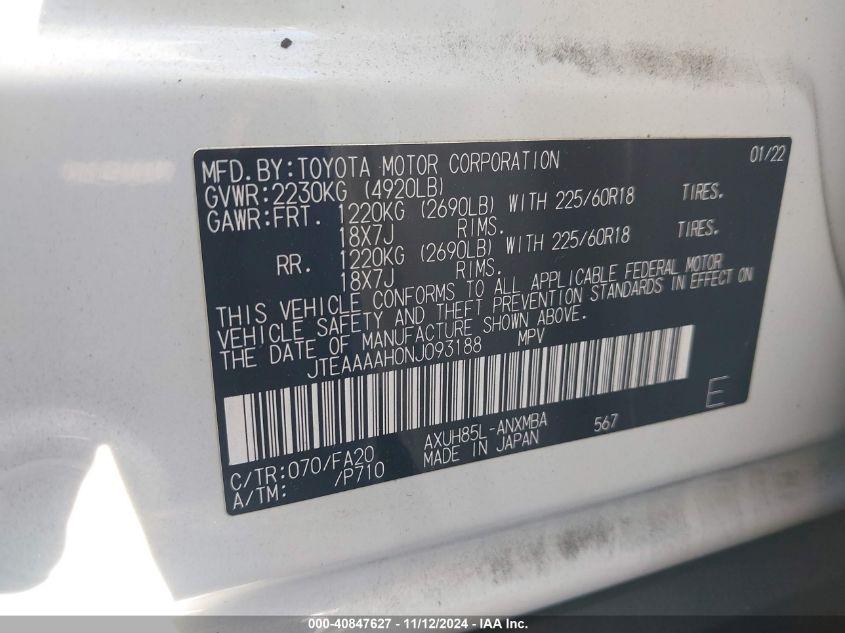 MFD.BY:TOYOTA MOTOR CORPORATION 01/22
GVWR:2230KG (4920LB)
GAWR:FRT. 1220KG (2690LB) WITH 225/60R18 TIRES.
18X7J RIMS.
RR. 1220KG (2690LB) WITH 225/60R18 TIRES.
18X7J RIMS.
THIS VEHICLE CONFORMS TO ALL APPLICABLE FEDERAL MOTOR
VEHICLE SAFETY AND THEFT PREVENTION STANDARDS IN EFFECT ON
THE DATE OF MANUFACTURE SHOWN ABOVE.
JTEAAAAH0NJ093188 MPV
E
C/TR:070/FA20 AXUH85L-ANXMBA 567
A/TM: /P710 MADE IN JAPAN
000-40847627 - 11/12/2024 - IAA Inc.